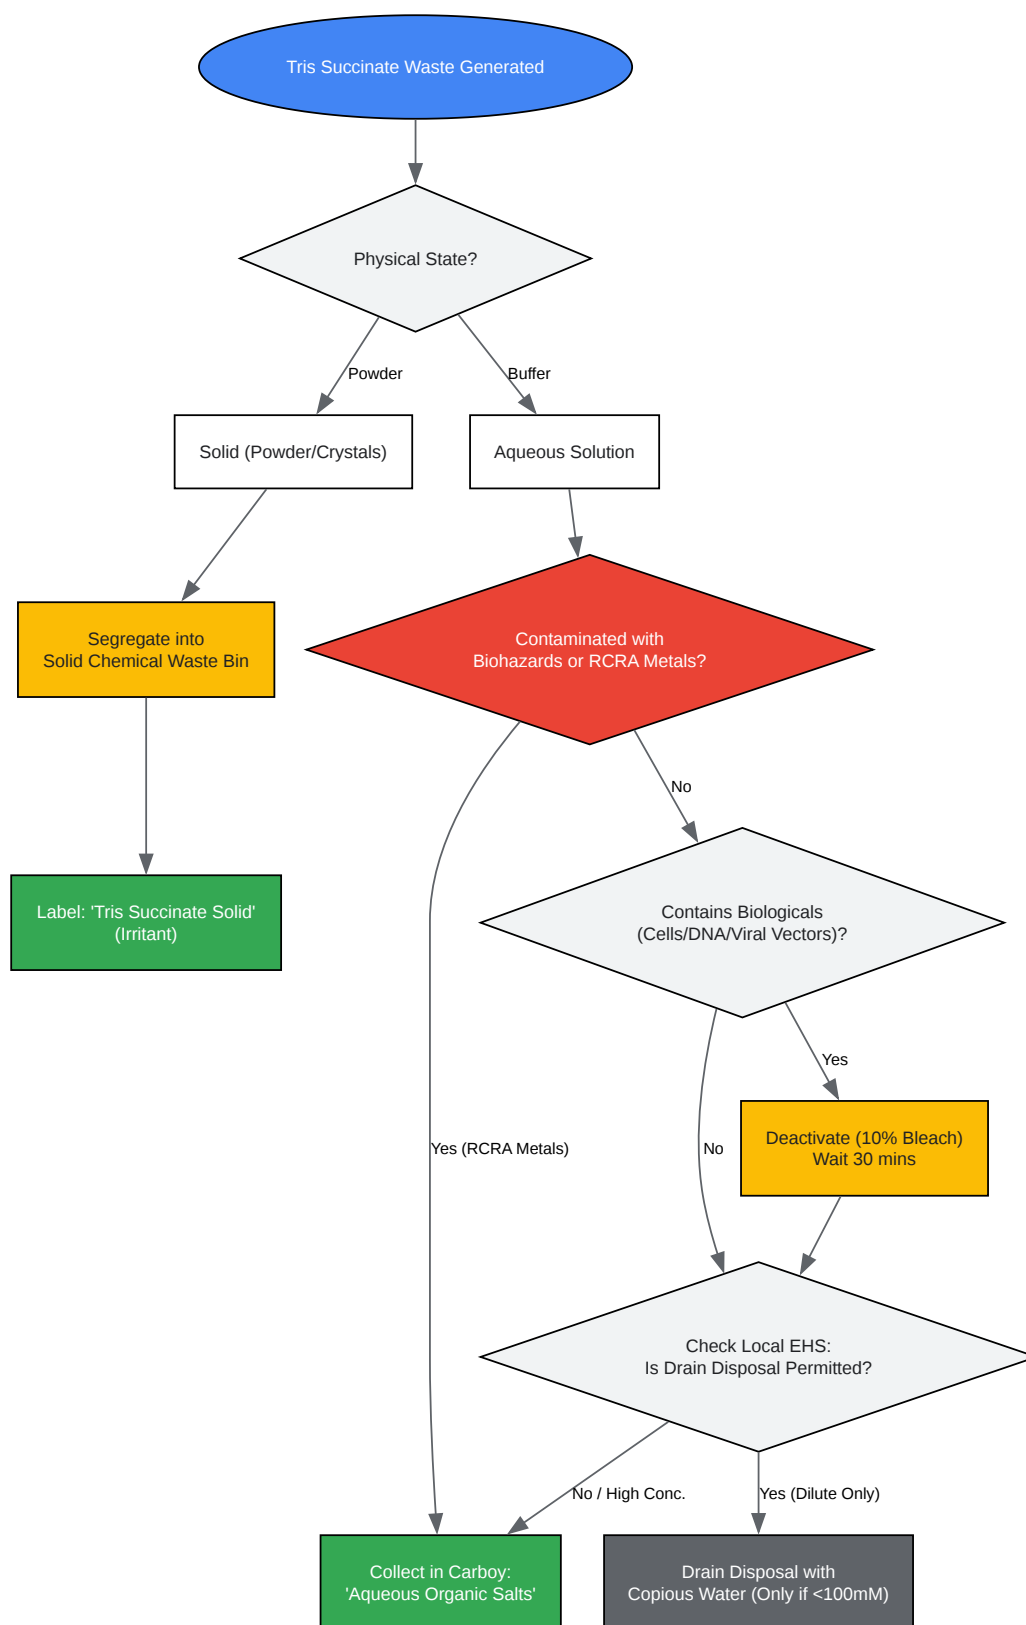 Tris Succinate Waste Generated
Physical State?
Powder
Buffer
Solid (Powder/Crystals)
Aqueous Solution
Segregate into
Solid Chemical Waste Bin
Contaminated with
Biohazards or RCRA Metals?
No
Label: 'Tris Succinate Solid'
(Irritant)
Contains Biologicals
(Cells/DNA/Viral Vectors)?
Yes
Yes (RCRA Metals)
No
Deactivate (10% Bleach)
Wait 30 mins
Check Local EHS:
Is Drain Disposal Permitted?
No / High Conc.
Yes (Dilute Only)
Collect in Carboy:
'Aqueous Organic Salts'
Drain Disposal with
Copious Water (Only if <100mM)